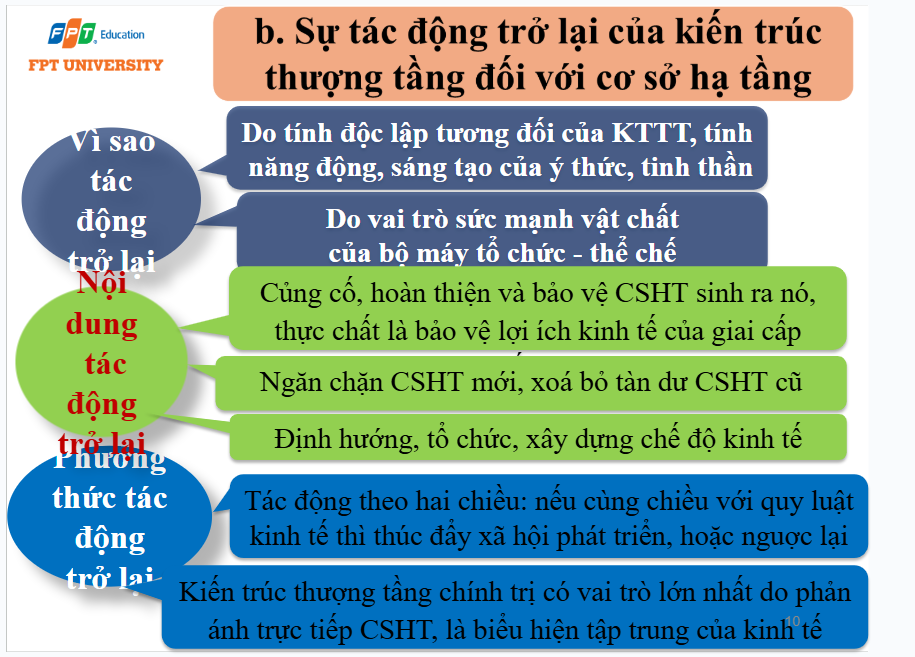 FPT Education
FPT UNIVERSITY
b. Sự tác động trở lại của kiến trúc
thượng tầng đối với cơ sở hạ tầng
Vì sao
tác
động
trở lại
Do tính độc lập tương đối của KTTT, tính
năng động, sáng tạo của ý thức, tinh thần
Do vai trò sức mạnh vật chất
của bộ máy tổ chức - thể chế
Nội
dung
tác
động
trở lại
Củng cố, hoàn thiện và bảo vệ CSHT sinh ra nó,
thực chất là bảo vệ lợi ích kinh tế của giai cấp
Ngăn chặn CSHT mới, xoá bỏ tàn dư CSHT cũ
Định hướng, tổ chức, xây dựng chế độ kinh tế
Phương
thức tác
động
trở lại
Tác động theo hai chiều: nếu cùng chiều với quy luật
kinh tế thì thúc đẩy xã hội phát triển, hoặc nguợc lại
Kiến trúc thượng tầng chính trị có vai trò lớn nhất do phản
ánh trực tiếp CSHT, là biểu hiện tập trung của kinh tế
10